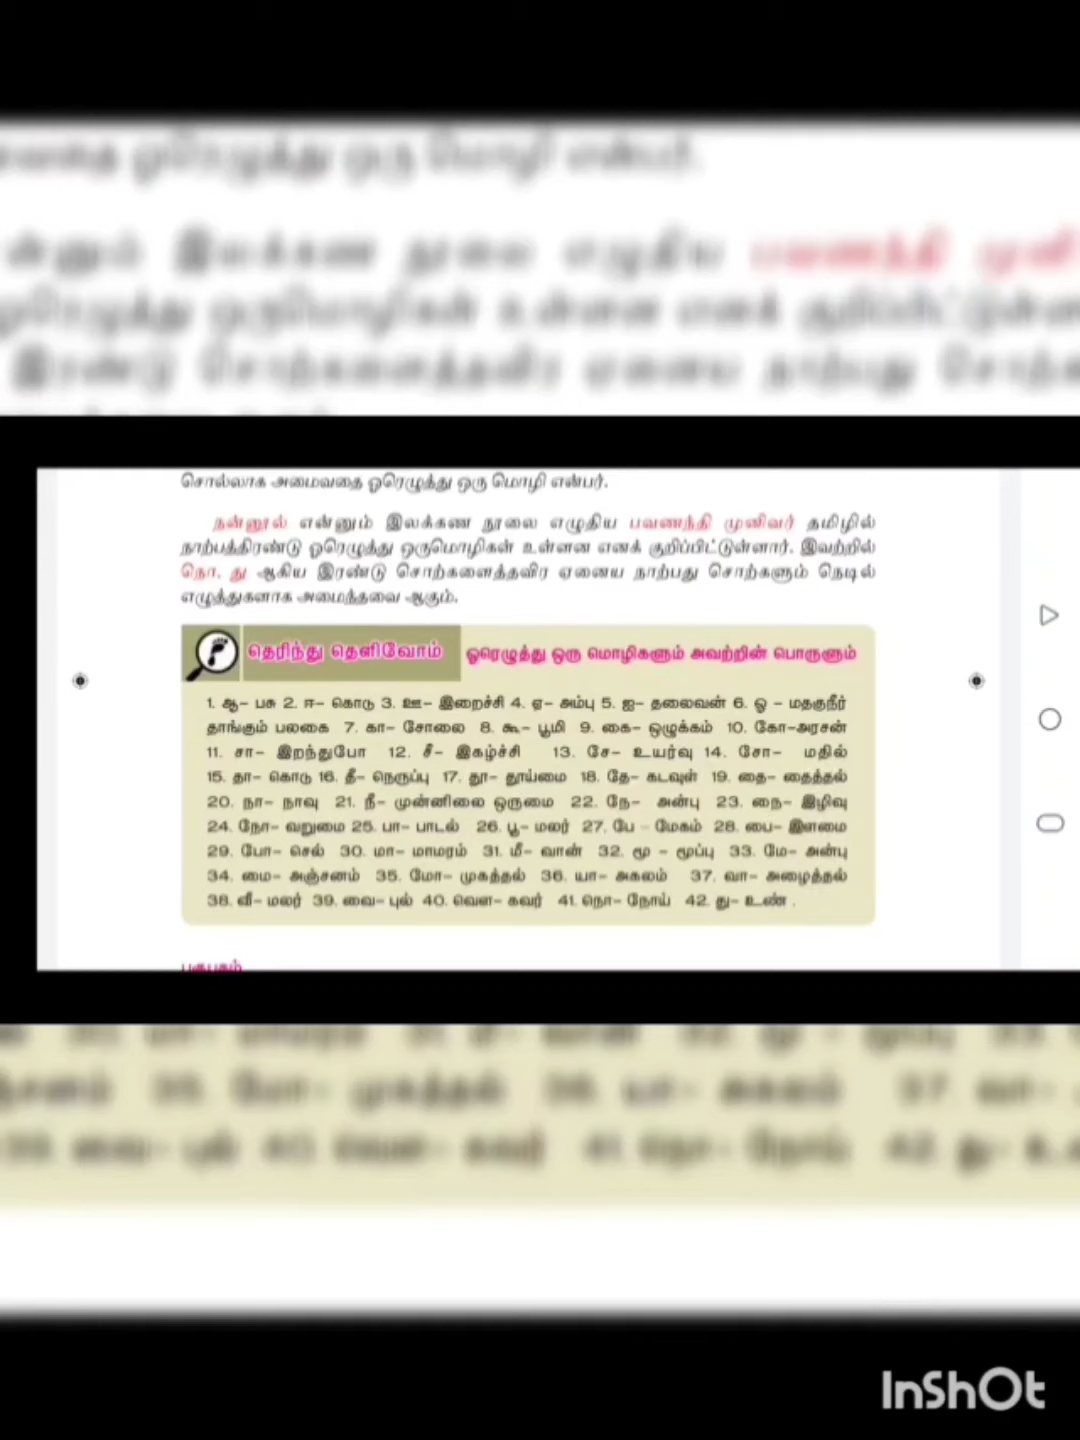 சொல்லாக அமைவதை ஓரெழுத்து ஒரு மொழி என்பர்.
நன்னூல் என்னும் இலக்கண நூலை எழுதிய பவணந்தி முனிவர் தமிழில்
நாற்பத்திரண்டு ஓரெழுத்து ஒருமொழிகள் உள்ளன எனக் குறிப்பிட்டுள்ளார். இவற்றில்
நொ, து ஆகிய இரண்டு சொற்களைத்தவிர ஏனைய நாற்பது சொற்களும் நெடில்
எழுத்துகளாக அமைந்தவை ஆகும்.
தெரிந்து தெளிவோம் ஓரெழுத்து ஒரு மொழிகளும் அவற்றின் பொருளும்
1. ஆ– பசு 2. ஈ– கொடு 3. ஊ– இறைச்சி 4. ஏ– அம்பு 5. ஐ– தலைவன் 6. ஓ – மதகுநீர்
தாங்கும் பலகை 7. கா– சோலை 8. கூ– பூமி 9. கை– ஒழுக்கம் 10. கோ–அரசன்
11. சா– இறந்துபோ 12. சீ– இகழ்ச்சி 13. சே– உயர்வு 14. சோ– மதில்
15. தா– கொடு 16. தீ– நெருப்பு 17. தூ– தூய்மை 18. தே– கடவுள் 19. தை– தைத்தல்
20. நா– நாவு 21. நீ– முன்னிலை ஒருமை 22. நே– அன்பு 23. நை– இழிவு
24. நோ– வறுமை 25. பா– பாடல் 26. பூ– மலர் 27. பே – மேகம் 28. பை– இளமை
29. போ– செல் 30. மா– மாமரம் 31. மீ– வான் 32. மூ – மூப்பு 33. மே– அன்பு
34. மை– அஞ்சனம் 35. மோ– முகத்தல் 36. யா– அகலம் 37. வா– அழைத்தல்
38. வீ– மலர் 39. வை– புல் 40. வெள– கவர் 41. நொ– நோய் 42. து– உண் .
பகுபதம்
InShOt